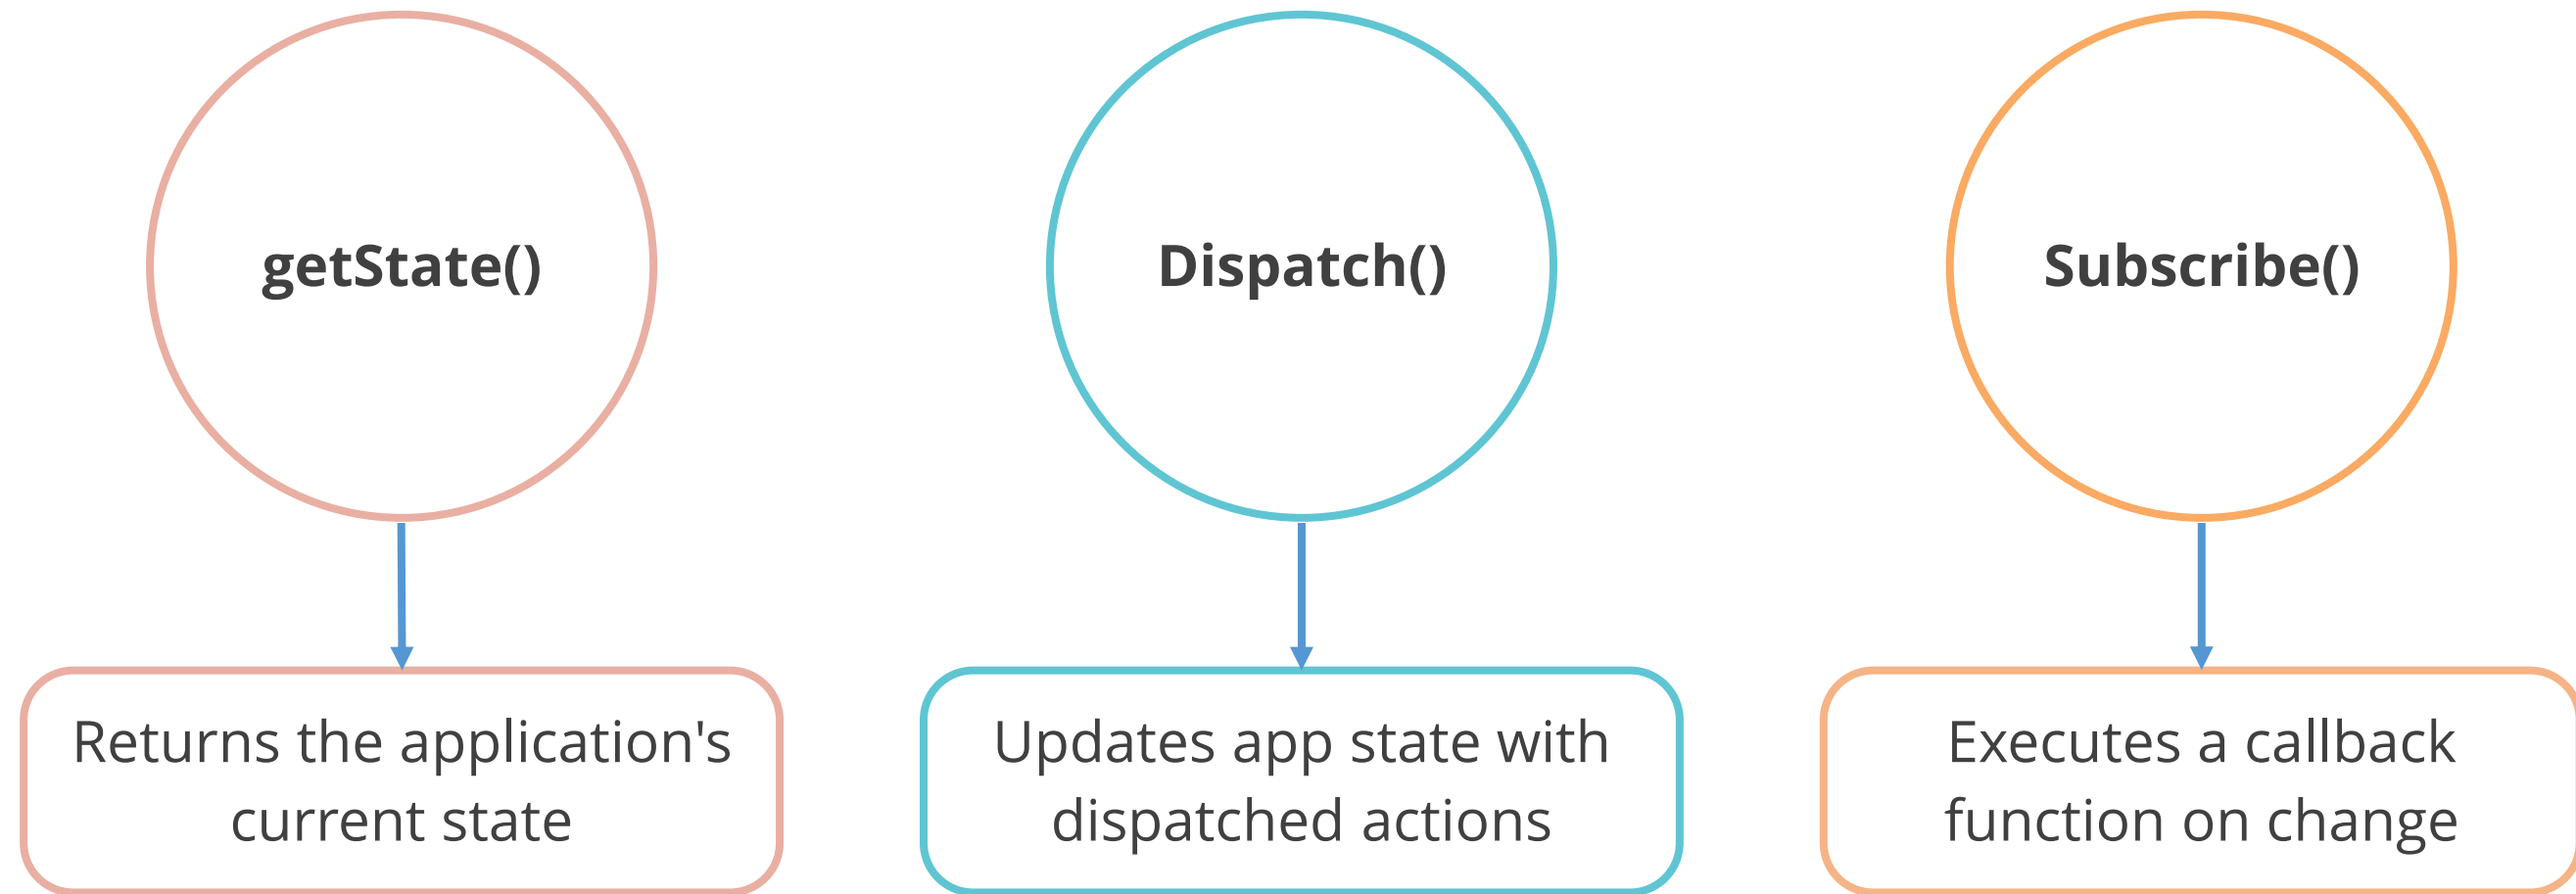 getState()
Dispatch()
Subscribe()
Returns the application's
current state
Updates app state with
dispatched actions
Executes a callback
function on change